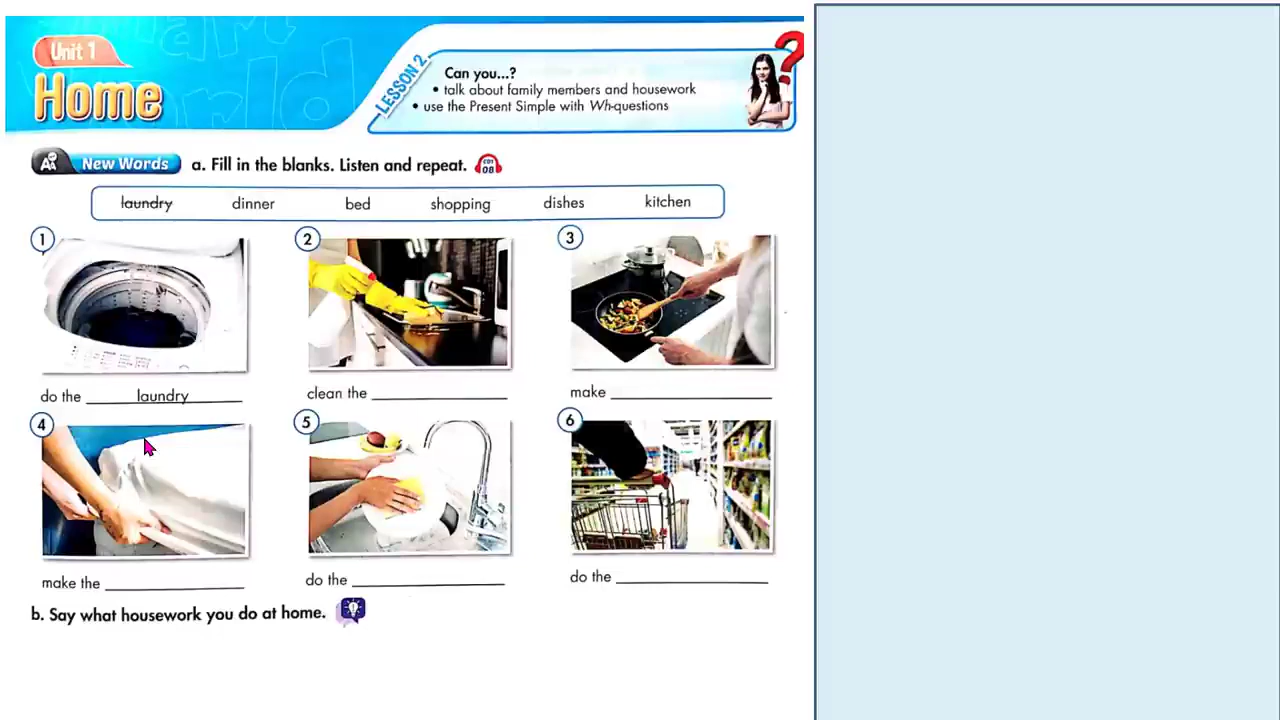 Unit 1
Home
LESSON 2
Can you...?
• talk about family members and housework
• use the Present Simple with Wh-questions
New Words
a. Fill in the blanks. Listen and repeat.
CD1
08
laundry dinner bed shopping dishes kitchen
1
2
3
do the laundry
clean the
make
4
5
6
make the
do the
do the
b. Say what housework you do at home.